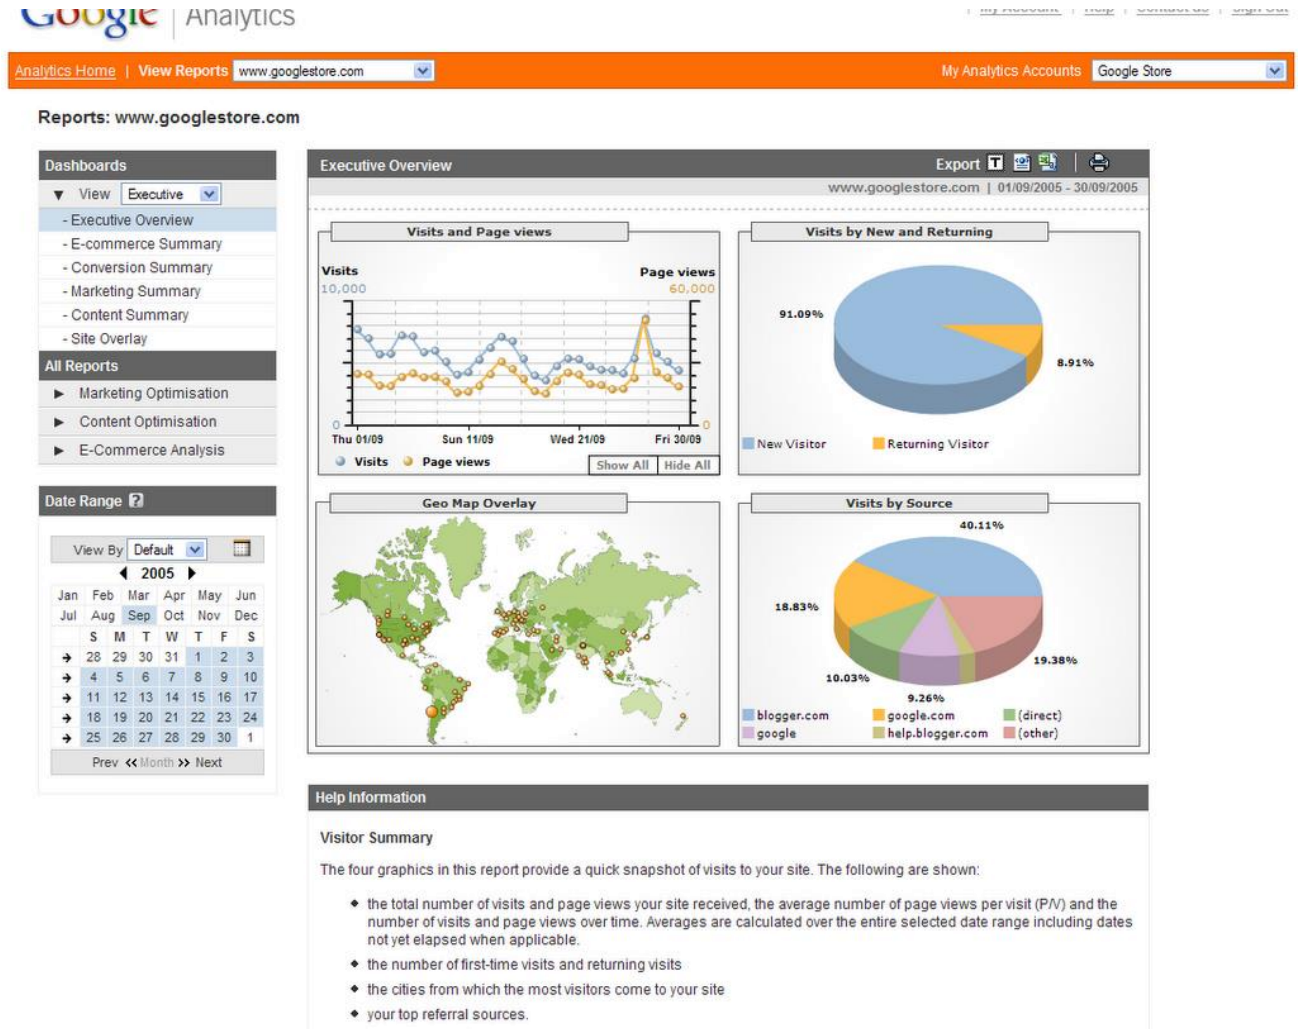 Google Analytics
My Account | Help | Contact us | Sign Out
Analytics Home | View Reports www.googlestore.com
My Analytics Accounts Google Store
Reports: www.googlestore.com
Dashboards
View Executive
- Executive Overview
- E-commerce Summary
- Conversion Summary
- Marketing Summary
- Content Summary
- Site Overlay
All Reports
Marketing Optimisation
Content Optimisation
E-Commerce Analysis
Date Range ?
View By Default
2005
Jan Feb Mar Apr May Jun
Jul Aug Sep Oct Nov Dec
S M T W T F S
28 29 30 31 1 2 3
4 5 6 7 8 9 10
11 12 13 14 15 16 17
18 19 20 21 22 23 24
25 26 27 28 29 30 1
Prev << Month >> Next
Executive Overview
Export T
www.googlestore.com | 01/09/2005 - 30/09/2005
Visits and Page views
Visits
Page views
10,000
60,000
0
0
Thu 01/09 Sun 11/09 Wed 21/09 Fri 30/09
Visits Page views
Show All Hide All
Visits by New and Returning
91.09%
8.91%
New Visitor Returning Visitor
Geo Map Overlay
Visits by Source
40.11%
18.83%
19.38%
10.03%
9.26%
blogger.com google.com (direct)
google help.blogger.com (other)
Help Information
Visitor Summary
The four graphics in this report provide a quick snapshot of visits to your site. The following are shown:
the total number of visits and page views your site received, the average number of page views per visit (P/V) and the
number of visits and page views over time. Averages are calculated over the entire selected date range including dates
not yet elapsed when applicable.
the number of first-time visits and returning visits
the cities from which the most visitors come to your site
your top referral sources.